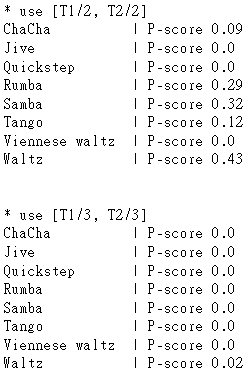 * use [T1/2, T2/2]
ChaCha | P-score 0.09
Jive | P-score 0.0
Quickstep | P-score 0.0
Rumba | P-score 0.29
Samba | P-score 0.32
Tango | P-score 0.12
Viennese waltz | P-score 0.0
Waltz | P-score 0.43
* use [T1/3, T2/3]
ChaCha | P-score 0.0
Jive | P-score 0.0
Quickstep | P-score 0.0
Rumba | P-score 0.0
Samba | P-score 0.0
Tango | P-score 0.0
Viennese waltz | P-score 0.0
Waltz | P-score 0.02